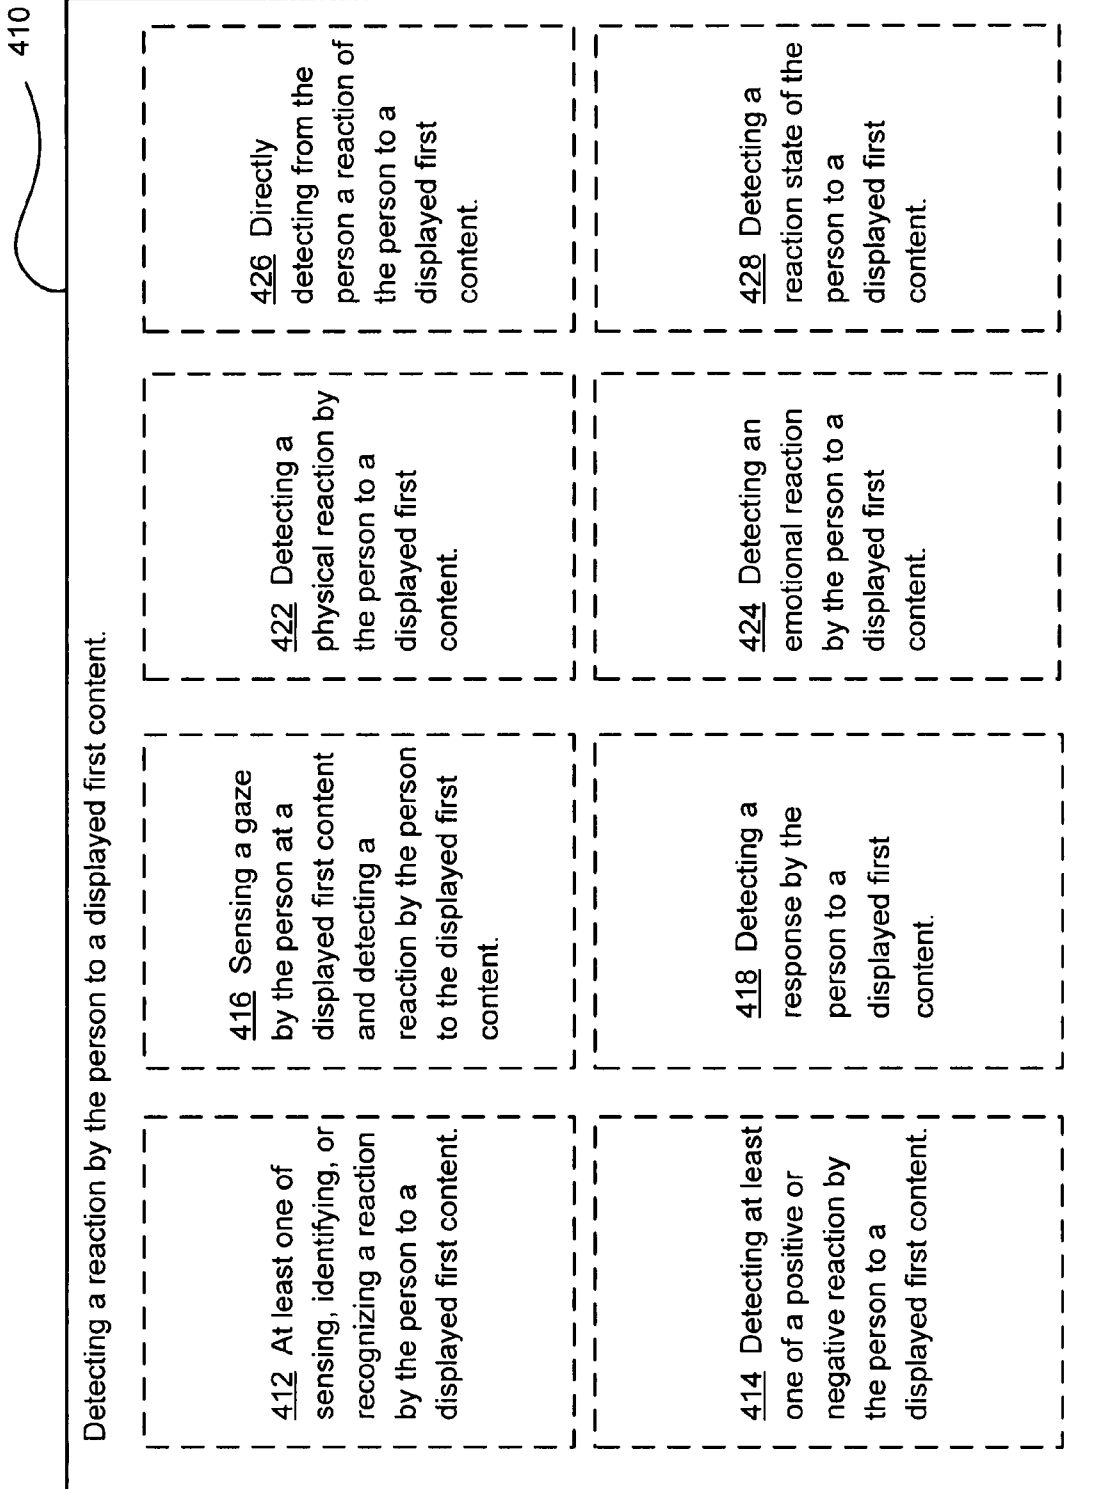 410
Detecting a reaction by the person to a displayed first content.
412 At least one of
sensing, identifying, or
recognizing a reaction
by the person to a
displayed first content.
416 Sensing a gaze
by the person at a
displayed first content
and detecting a
reaction by the person
to the displayed first
content.
422 Detecting a
physical reaction by
the person to a
displayed first
content.
426 Directly
detecting from the
person a reaction of
the person to a
displayed first
content.
414 Detecting at least
one of a positive or
negative reaction by
the person to a
displayed first content.
418 Detecting a
response by the
person to a
displayed first
content.
424 Detecting an
emotional reaction
by the person to a
displayed first
content.
428 Detecting a
reaction state of the
person to a
displayed first
content.